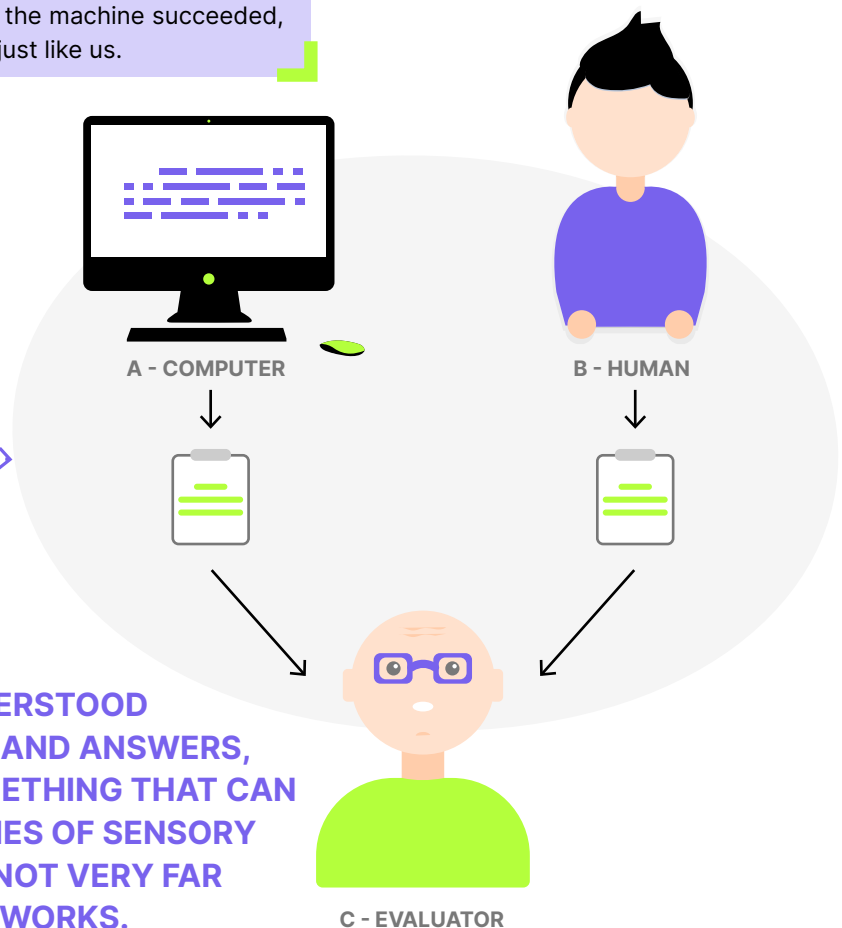 the machine succeeded,
just like us.
A - COMPUTER
B - HUMAN
ERSTOOD
AND ANSWERS,
ETHING THAT CAN
IES OF SENSORY
NOT VERY FAR
WORKS.
C - EVALUATOR